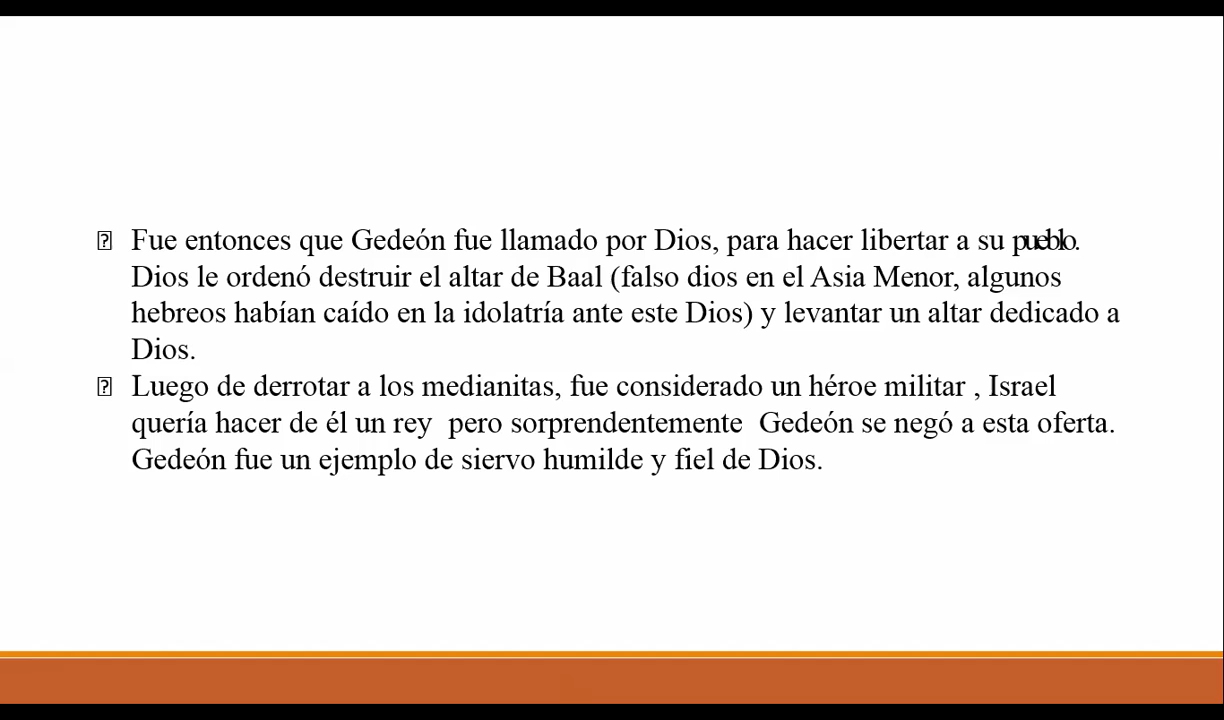 Fue entonces que Gedeón fue llamado por Dios, para hacer libertar a su pueblo.
Dios le ordenó destruir el altar de Baal (falso dios en el Asia Menor, algunos
hebreos habían caído en la idolatría ante este Dios) y levantar un altar dedicado a
Dios.
Luego de derrotar a los medianitas, fue considerado un héroe militar , Israel
quería hacer de él un rey  pero sorprendentemente  Gedeón se negó a esta oferta.
Gedeón fue un ejemplo de siervo humilde y fiel de Dios.